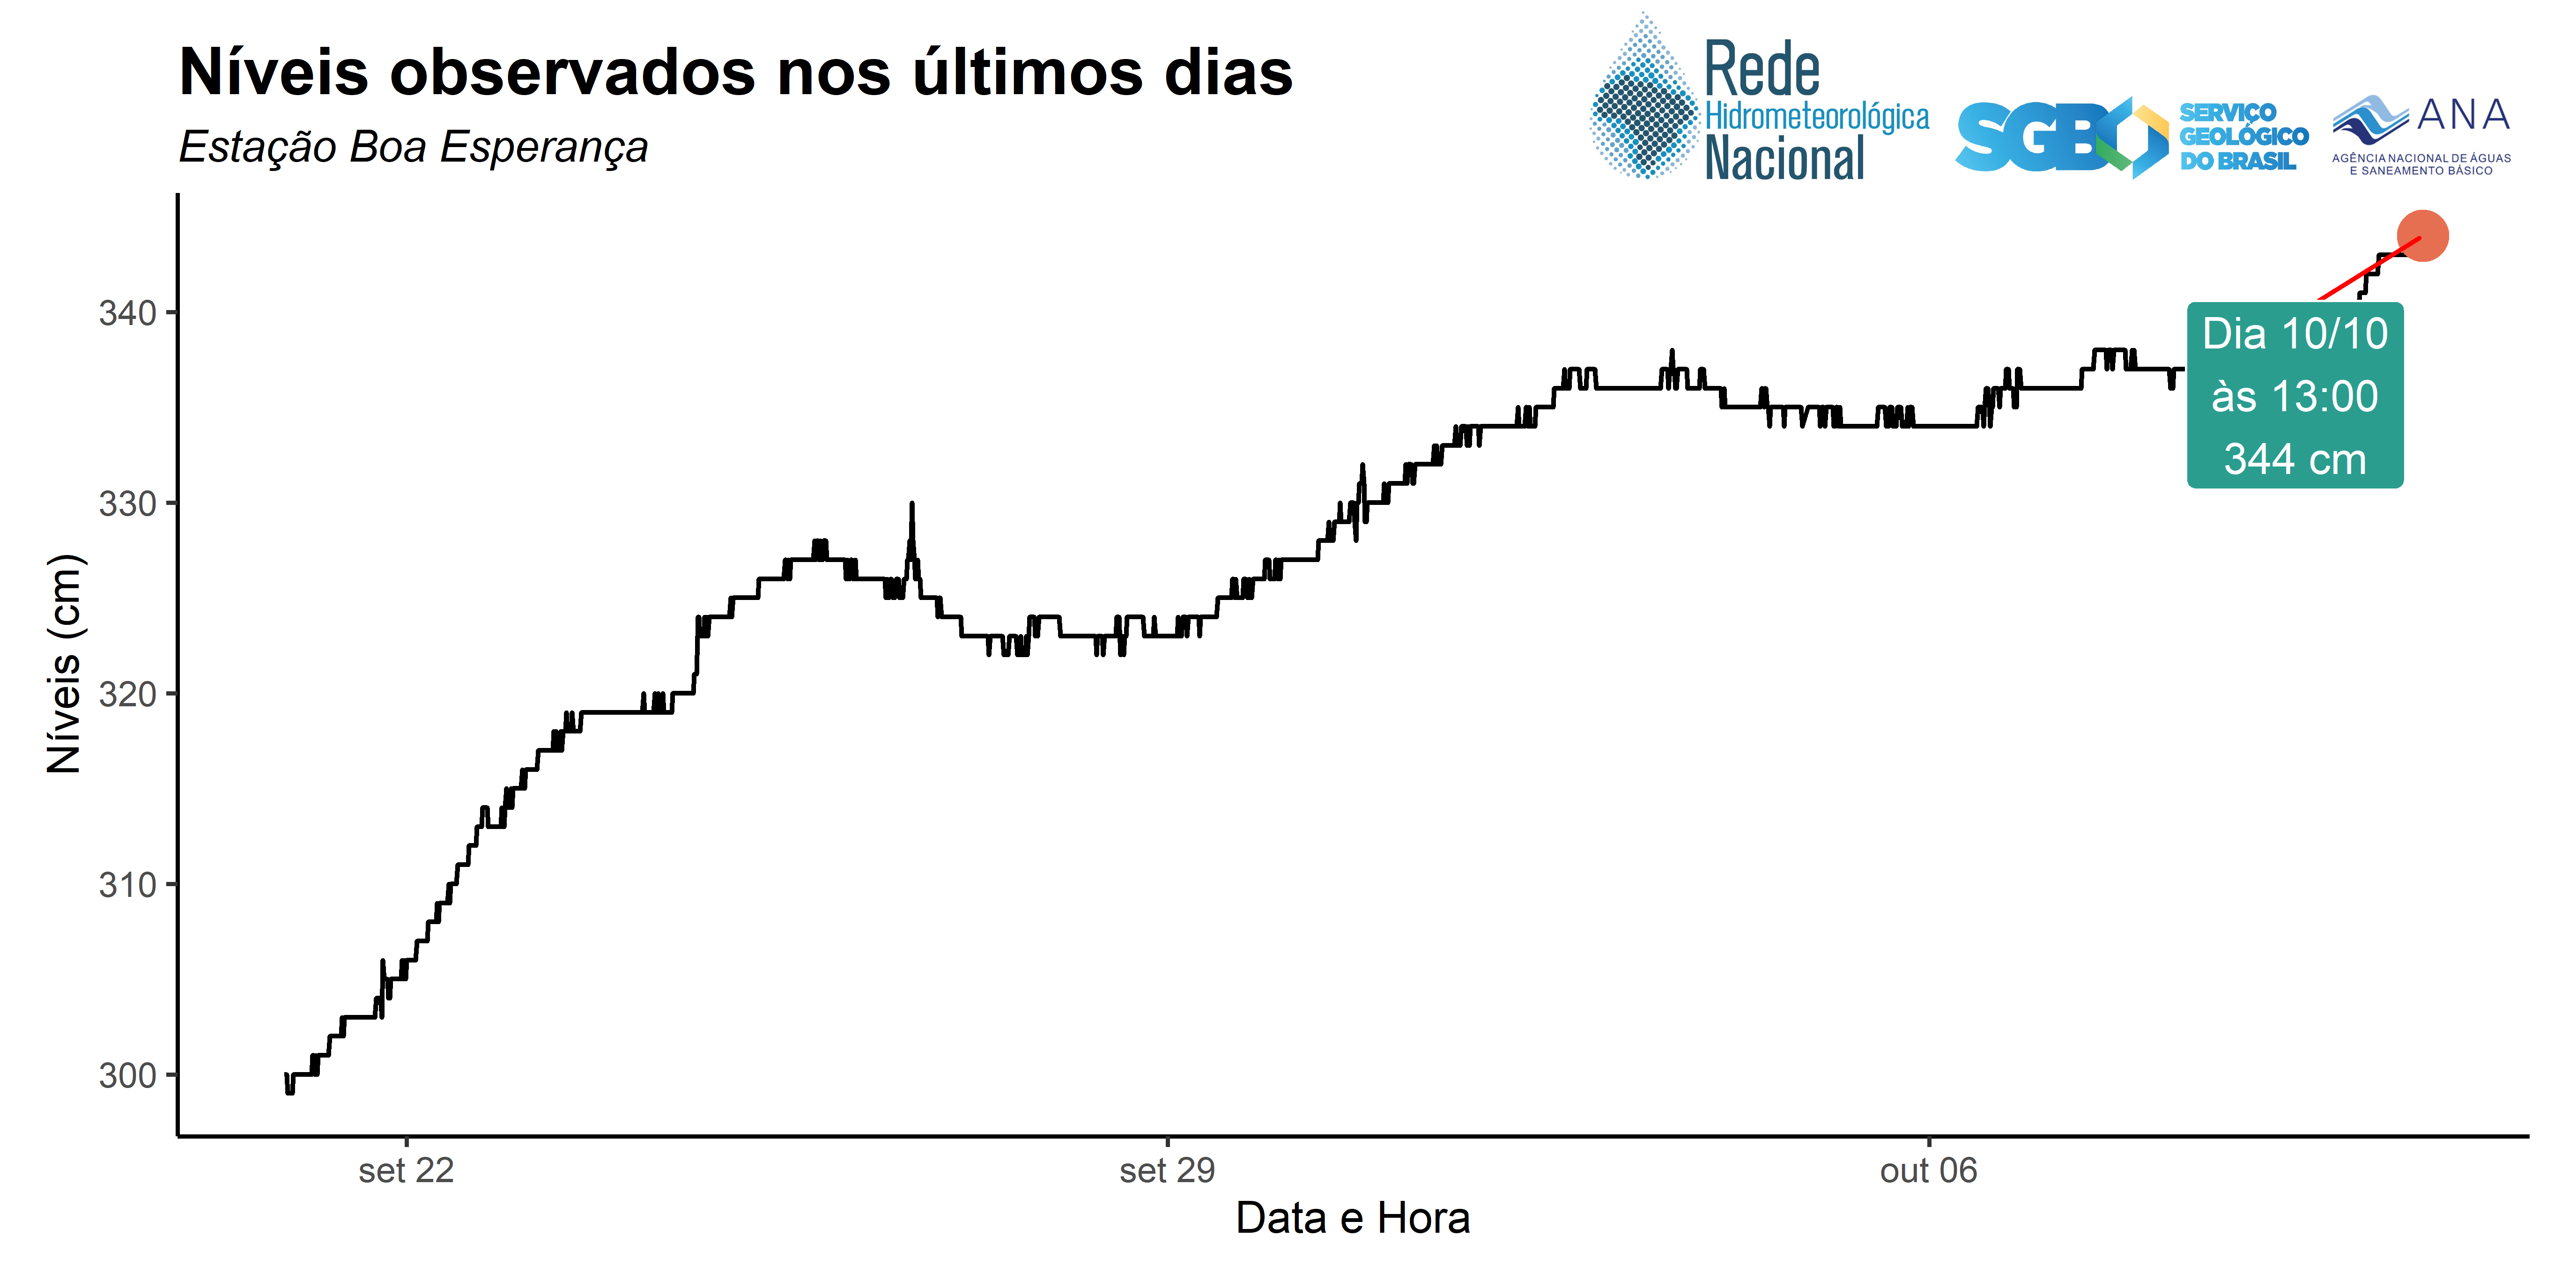 Níveis observados nos últimos dias
Estação Boa Esperança
Rede
Hidrometeorológica
Nacional
SGB
SERVIÇO
GEOLÓGICO
DO BRASIL
ANA
AGÊNCIA NACIONAL DE ÁGUAS
E SANEAMENTO BÁSICO
Níveis (cm)
340
330
320
310
300
Dia 10/10
às 13:00
344 cm
set 22
set 29
out 06
Data e Hora